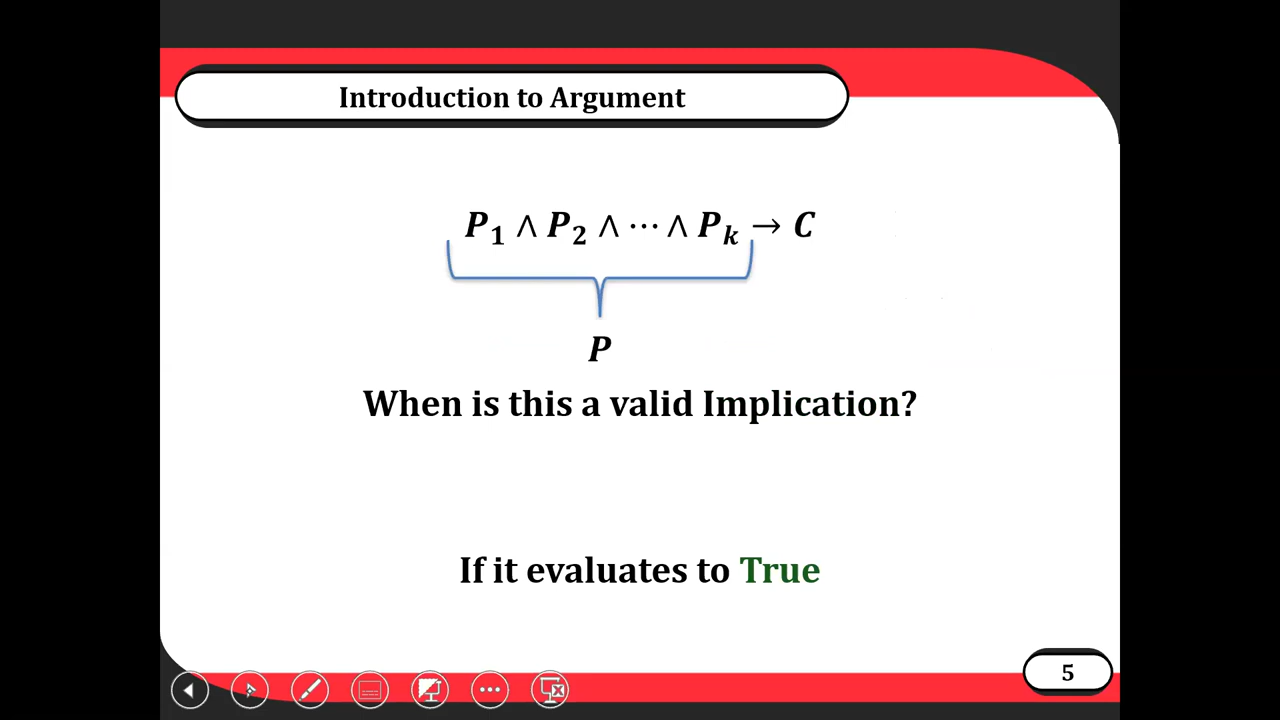 Introduction to Argument
P₁ ∧ P₂ ∧ ⋯ ∧ Pₖ → C
P
When is this a valid Implication?
If it evaluates to True
5